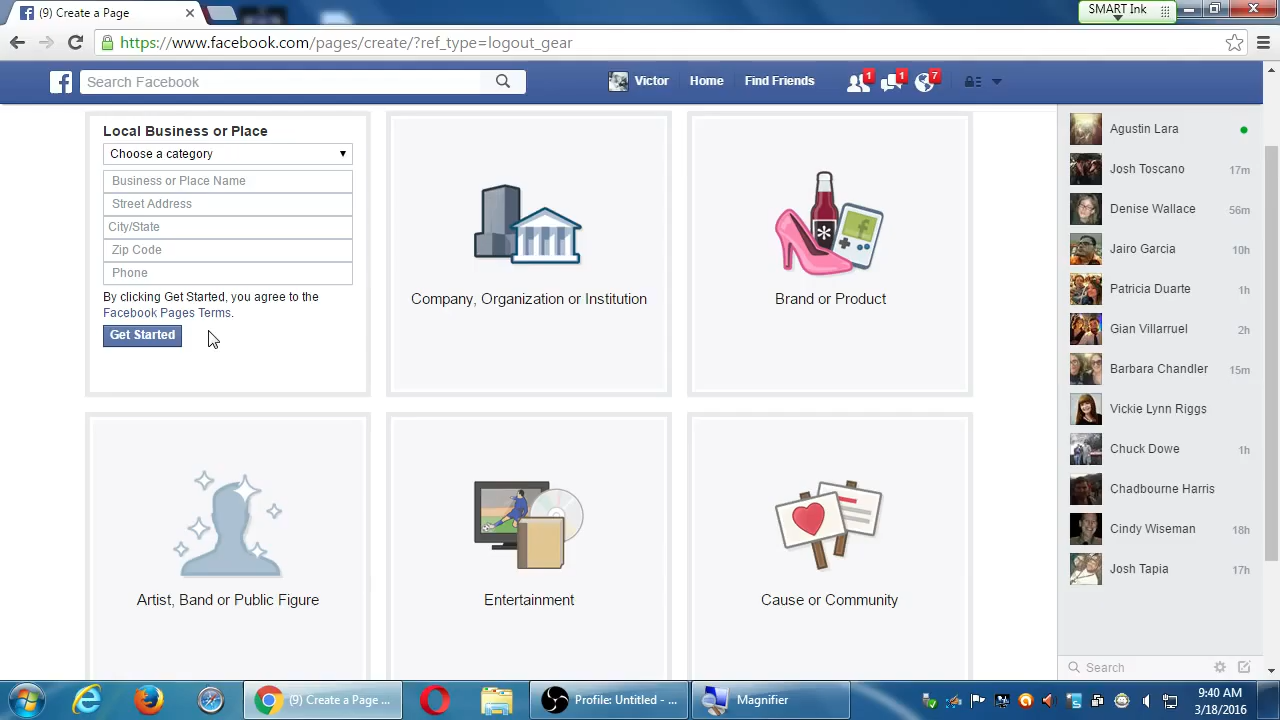 (9) Create a Page
SMART Ink
https://www.facebook.com/pages/create/?ref_type=logout_gear
Search Facebook
Victor
Home
Find Friends
1
1
7
Local Business or Place
Choose a category
Business or Place Name
Street Address
City/State
Zip Code
Phone
By clicking Get Started, you agree to the
Facebook Pages Terms.
Get Started
Company, Organization or Institution
Brand or Product
Artist, Band or Public Figure
Entertainment
Cause or Community
Agustin Lara
Josh Toscano 17m
Denise Wallace 56m
Jairo Garcia 10h
Patricia Duarte 1h
Gian Villarruel 2h
Barbara Chandler 15m
Vickie Lynn Riggs
Chuck Dowe 1h
Chadbourne Harris
Cindy Wiseman 18h
Josh Tapia 17h
Search
(9) Create a Page ...
Profile: Untitled - ...
Magnifier
9:40 AM
3/18/2016